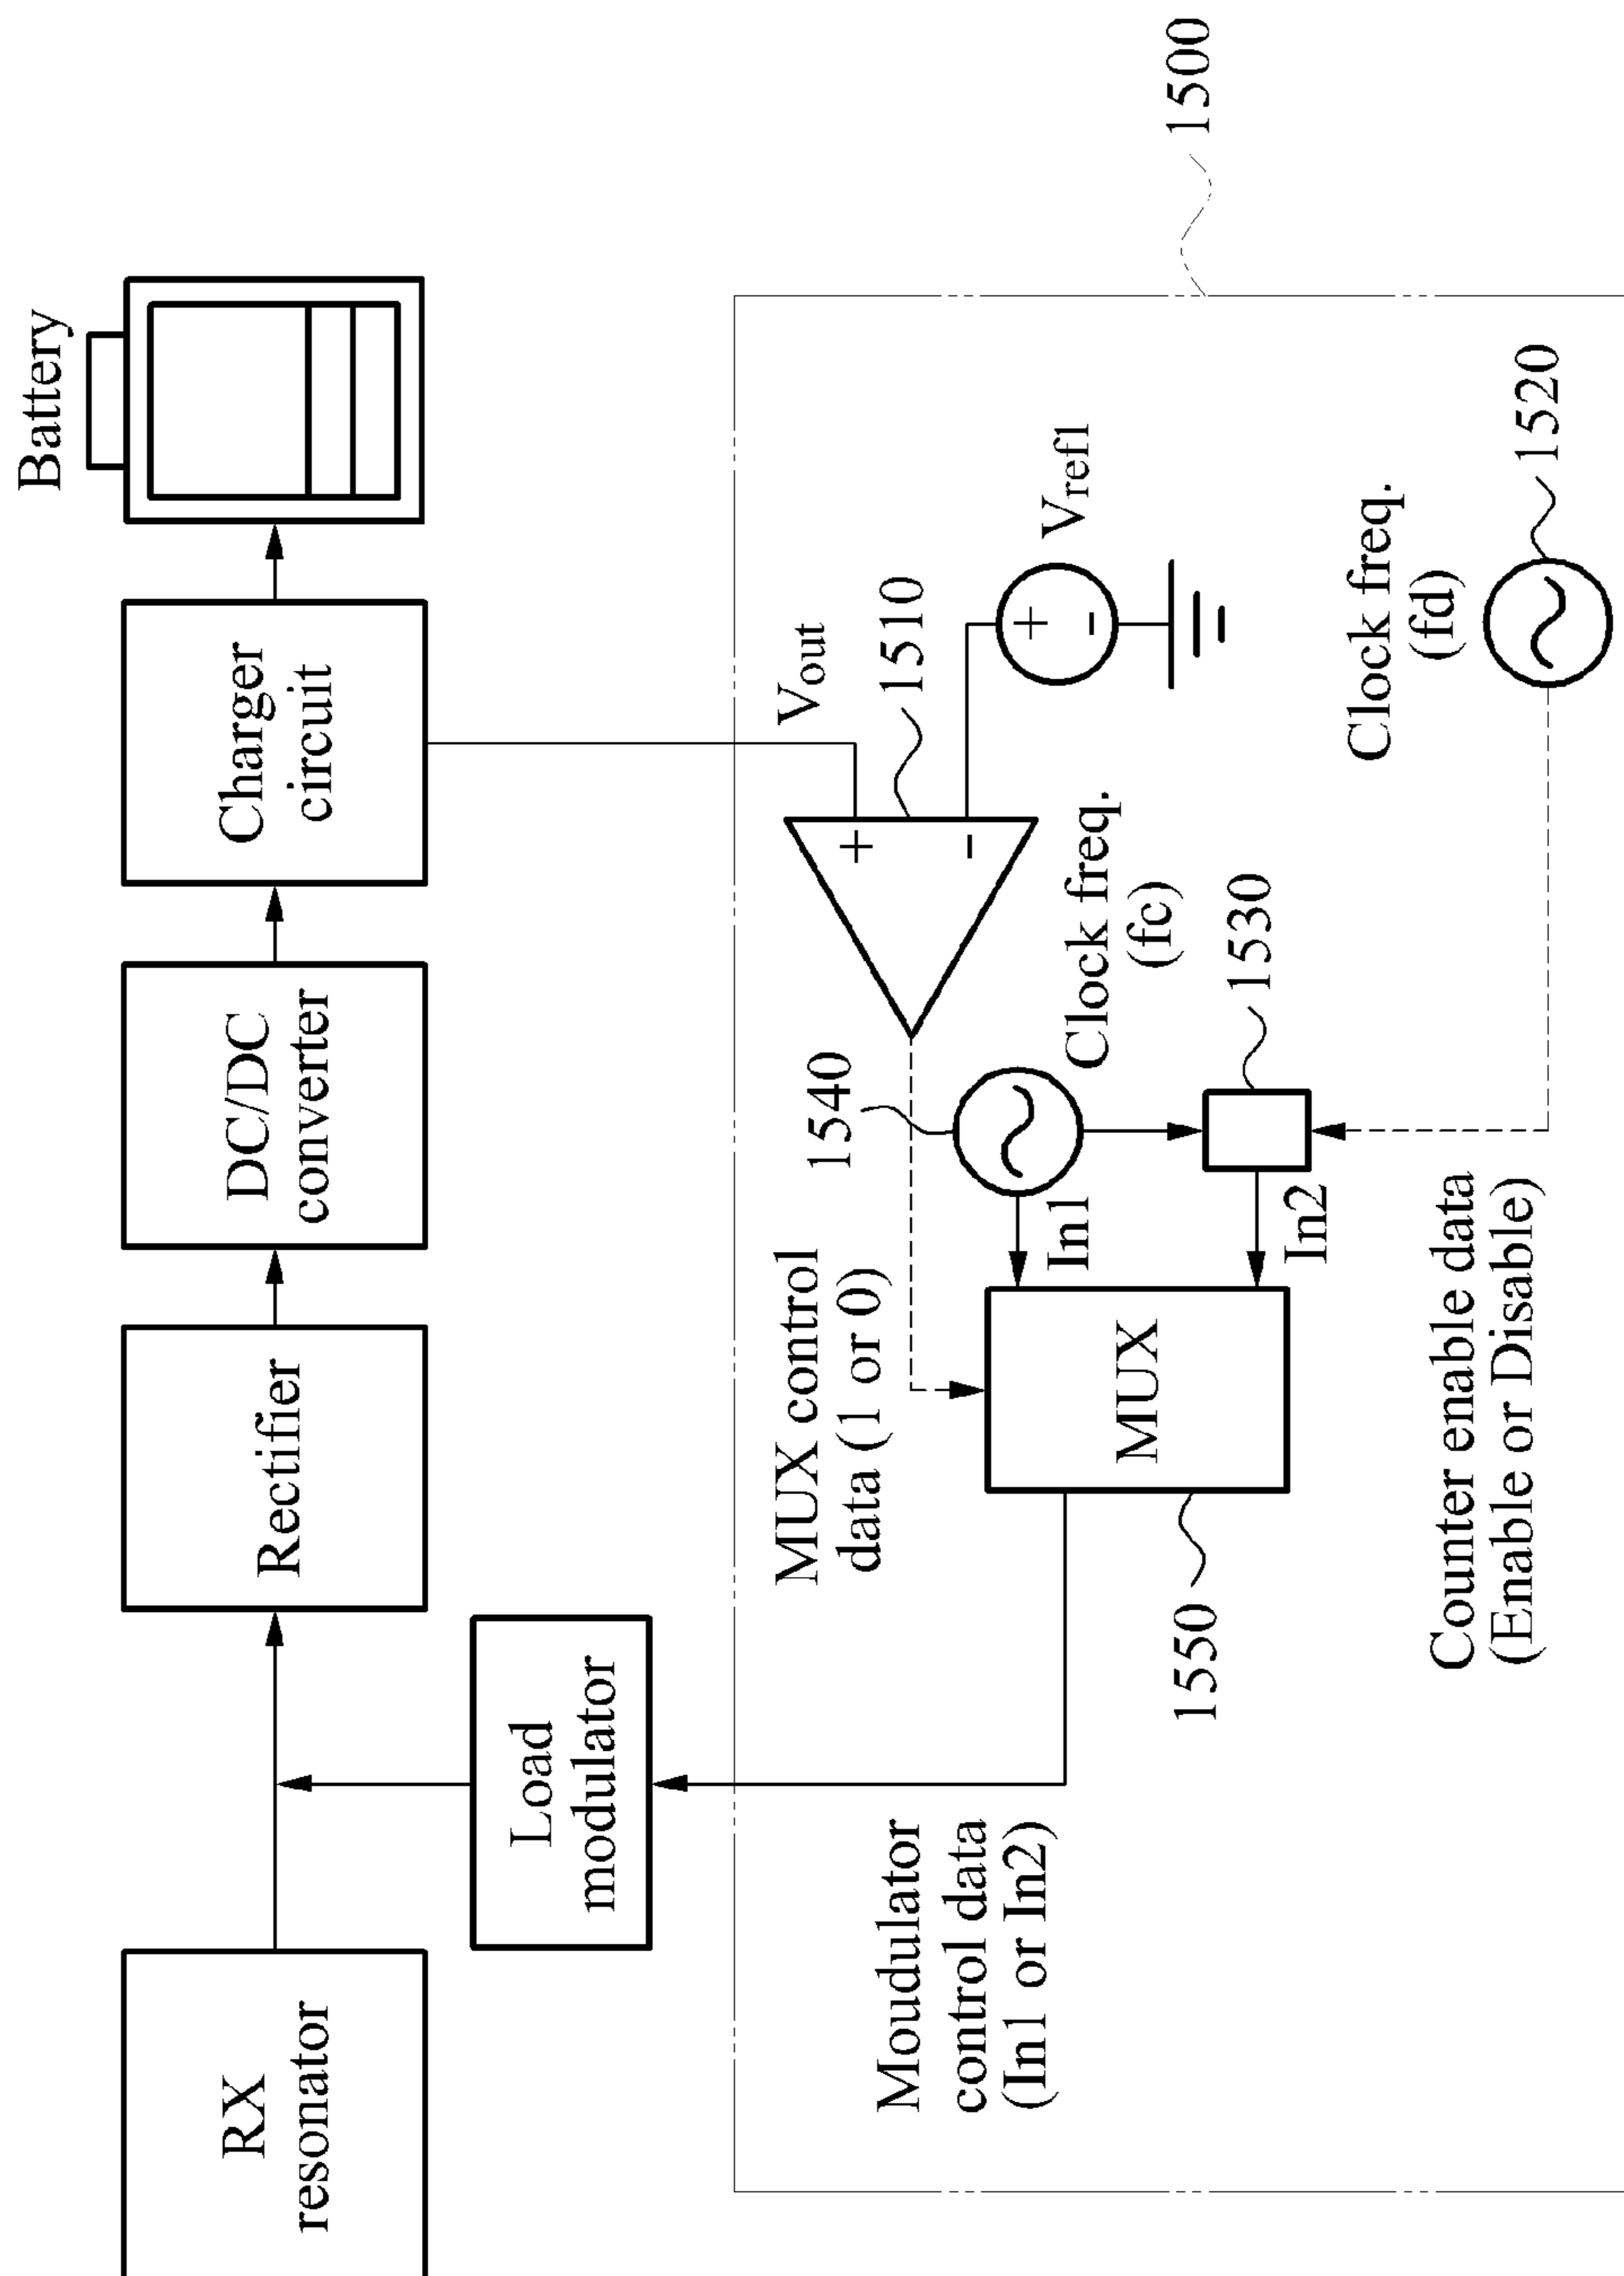 RX
resonator
Rectifier
DC/DC
converter
Charger
circuit
Battery
Load
modulator
1500
Moudulator
control data
(In1 or In2)
MUX control
data (1 or 0)
1540
Vout
1510
Vref1
In1
Clock freq.
(fc)
MUX
1550
In2
1530
Clock freq.
(fd)
1520
Counter enable data
(Enable or Disable)
+
-
+
-